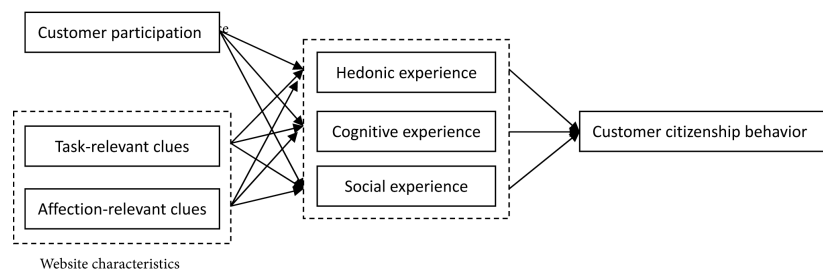 Customer participation
Hedonic experience
Cognitive experience
Social experience
Customer citizenship behavior
Task-relevant clues
Affection-relevant clues
Website characteristics